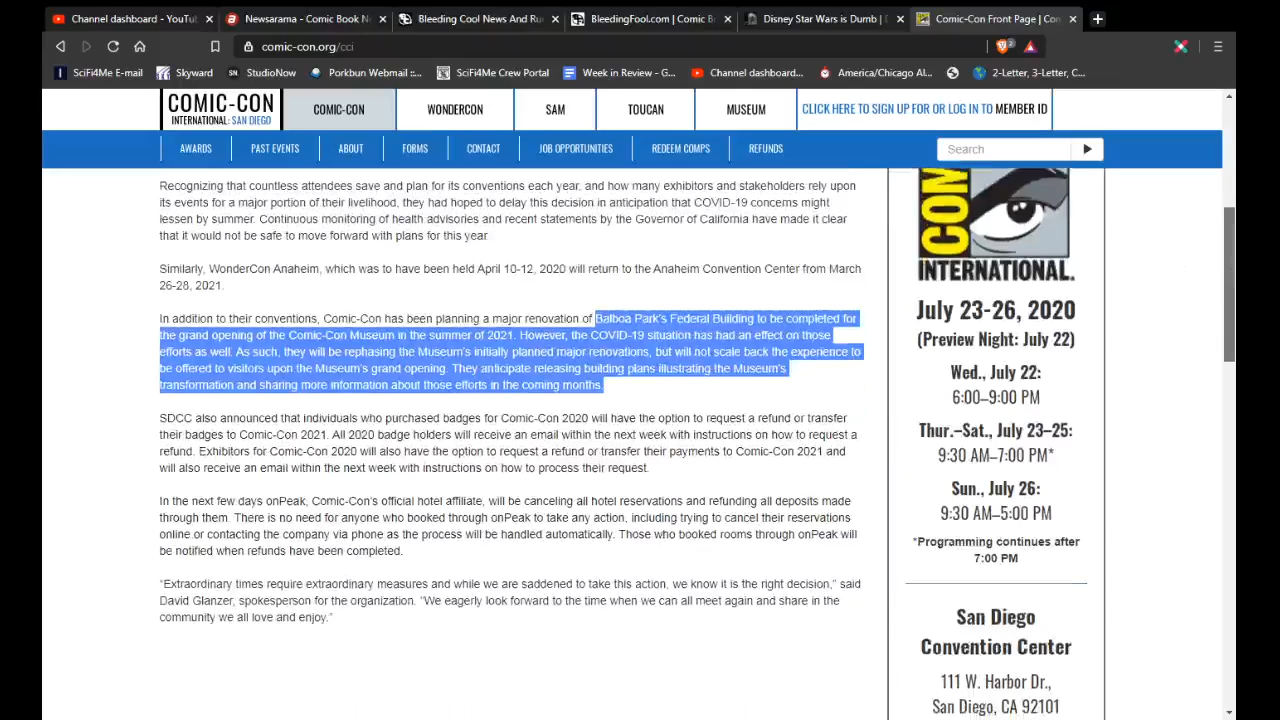 Channel dashboard - YouTu
Newsarama - Comic Book N
Bleeding Cool News And Ru
BleedingFool.com | Comic B
Disney Star Wars is Dumb | D
Comic-Con Front Page | Con
comic-con.org/cci
2
SciFi4Me E-mail
Skyward
SN StudioNow
Porkbun Webmail ::...
SciFi4Me Crew Portal
Week in Review - G...
Channel dashboard...
America/Chicago Al...
2-Letter, 3-Letter, C...
COMIC-CON
INTERNATIONAL: SAN DIEGO
COMIC-CON
WONDERCON
SAM
TOUCAN
MUSEUM
CLICK HERE TO SIGN UP FOR OR LOG IN TO MEMBER ID
AWARDS
PAST EVENTS
ABOUT
FORMS
CONTACT
JOB OPPORTUNITIES
REDEEM COMPS
REFUNDS
Search
Recognizing that countless attendees save and plan for its conventions each year, and how many exhibitors and stakeholders rely upon
its events for a major portion of their livelihood, they had hoped to delay this decision in anticipation that COVID-19 concerns might
lessen by summer. Continuous monitoring of health advisories and recent statements by the Governor of California have made it clear
that it would not be safe to move forward with plans for this year.
Similarly, WonderCon Anaheim, which was to have been held April 10-12, 2020 will return to the Anaheim Convention Center from March
26-28, 2021.
In addition to their conventions, Comic-Con has been planning a major renovation of Balboa Park's Federal Building to be completed for
the grand opening of the Comic-Con Museum in the summer of 2021. However, the COVID-19 situation has had an effect on those
efforts as well. As such, they will be rephasing the Museum's initially planned major renovations, but will not scale back the experience to
be offered to visitors upon the Museum's grand opening. They anticipate releasing building plans illustrating the Museum's
transformation and sharing more information about those efforts in the coming months.
SDCC also announced that individuals who purchased badges for Comic-Con 2020 will have the option to request a refund or transfer
their badges to Comic-Con 2021. All 2020 badge holders will receive an email within the next week with instructions on how to request a
refund. Exhibitors for Comic-Con 2020 will also have the option to request a refund or transfer their payments to Comic-Con 2021 and
will also receive an email within the next week with instructions on how to process their request.
In the next few days onPeak, Comic-Con's official hotel affiliate, will be canceling all hotel reservations and refunding all deposits made
through them. There is no need for anyone who booked through onPeak to take any action, including trying to cancel their reservations
online or contacting the company via phone as the process will be handled automatically. Those who booked rooms through onPeak will
be notified when refunds have been completed.
“Extraordinary times require extraordinary measures and while we are saddened to take this action, we know it is the right decision,” said
David Glanzer, spokesperson for the organization. “We eagerly look forward to the time when we can all meet again and share in the
community we all love and enjoy.”
CON
INTERNATIONAL.
July 23-26, 2020
(Preview Night: July 22)
Wed., July 22:
6:00–9:00 PM
Thur.–Sat., July 23–25:
9:30 AM–7:00 PM*
Sun., July 26:
9:30 AM–5:00 PM
*Programming continues after
7:00 PM
San Diego
Convention Center
111 W. Harbor Dr.,
San Diego, CA 92101